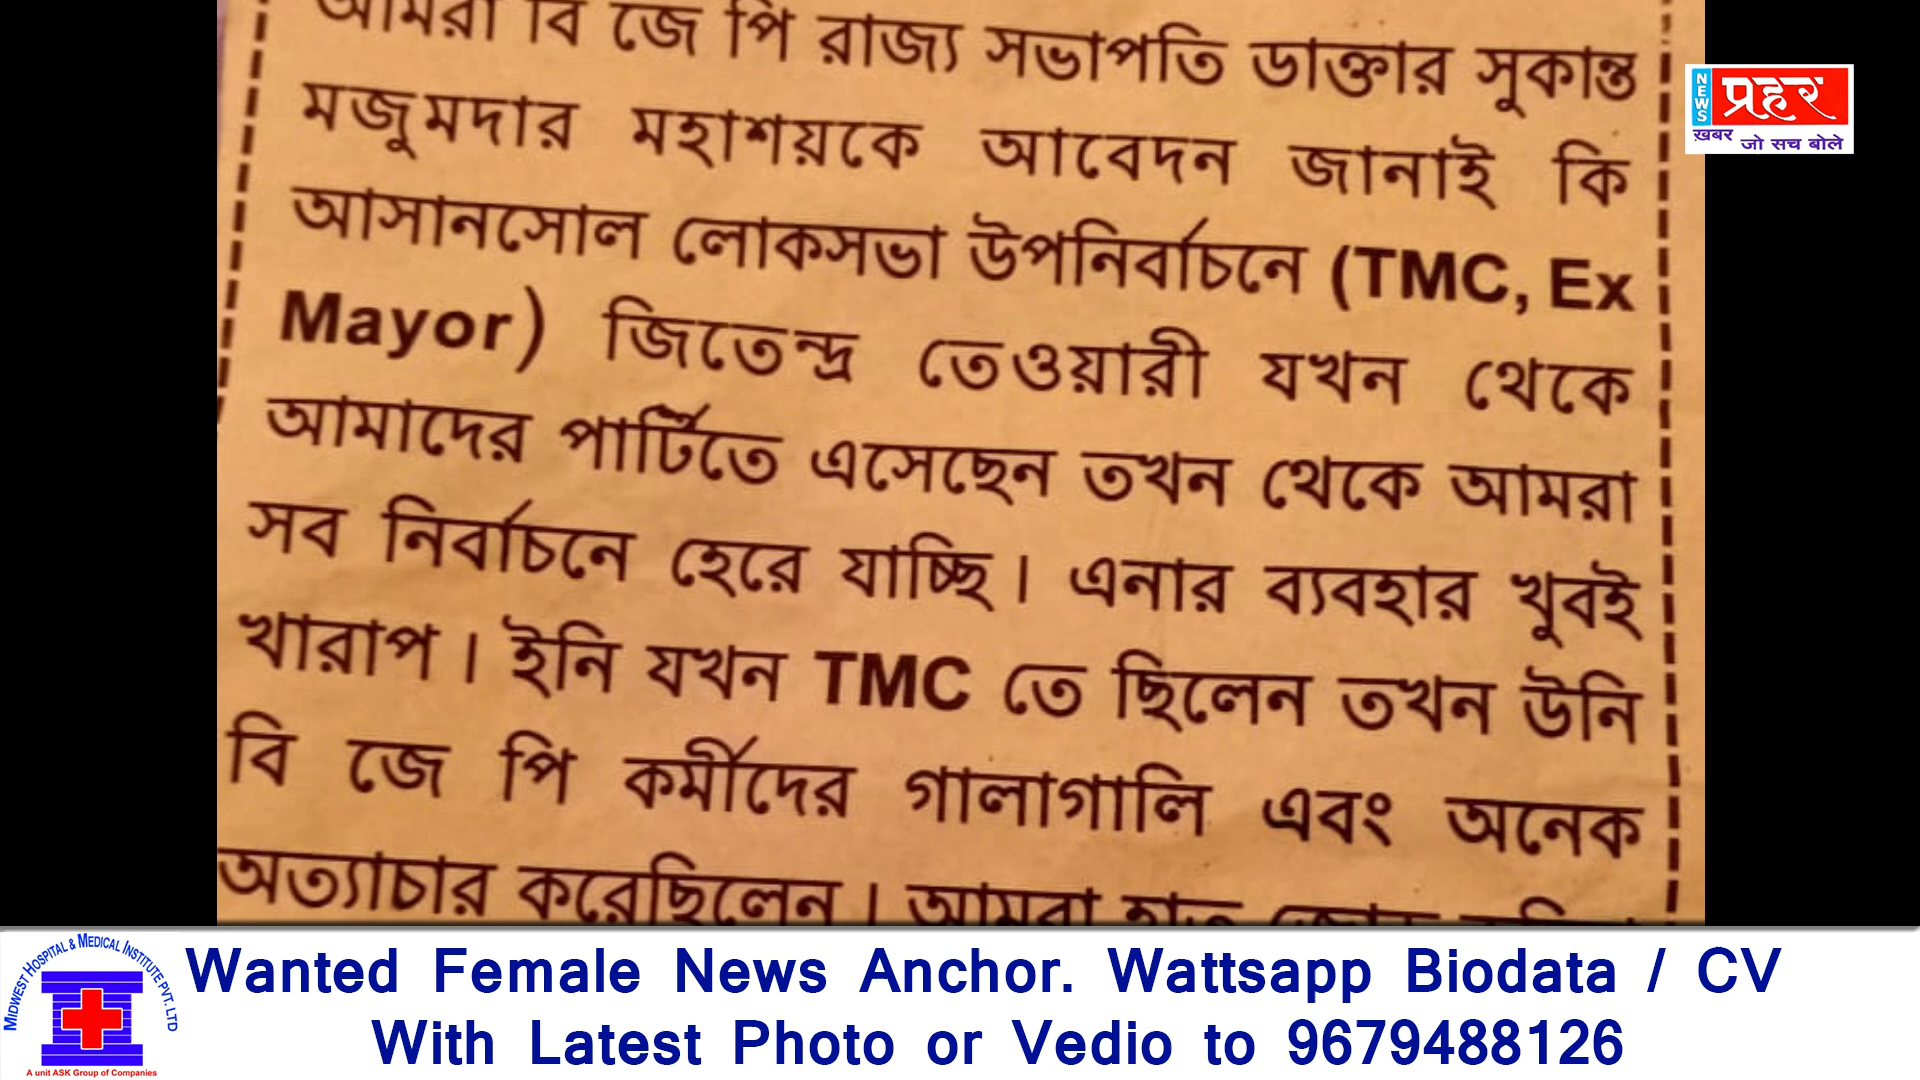 আমরা বি জে পি রাজ্য সভাপতি ডাক্তার সুকান্ত
মজুমদার মহাশয়কে আবেদন জানাই কি
আসানসোল লোকসভা উপনির্বাচনে (TMC, Ex
Mayor) জিতেন্দ্র তেওয়ারী যখন থেকে
আমাদের পার্টিতে এসেছেন তখন থেকে আমরা
সব নির্বাচনে হেরে যাচ্ছি। এনার ব্যবহার খুবই
খারাপ। ইনি যখন TMC তে ছিলেন তখন উনি
বি জে পি কর্মীদের গালাগালি এবং অনেক
অত্যাচার করেছিলেন। আমরা হাত
NEWS
प्रहर
ख़बर जो सच बोले
MIDWEST HOSPITAL & MEDICAL INSTITUTE PVT. LTD
A unit ASK Group of Companies
Wanted Female News Anchor. Wattsapp Biodata / CV
With Latest Photo or Vedio to 9679488126